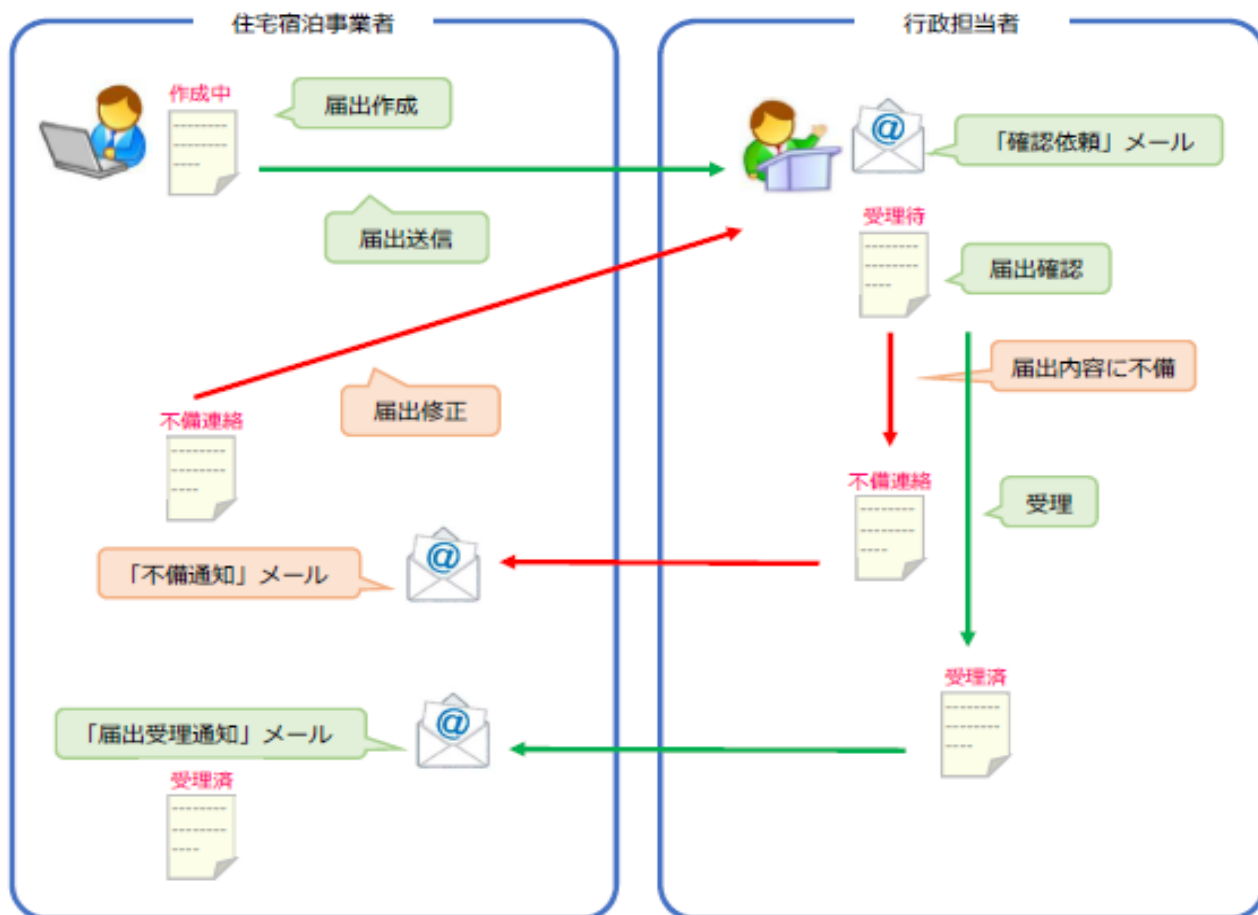 住宅宿泊事業者
行政担当者
作成中
届出作成
「確認依頼」メール
届出送信
受理待
届出確認
届出内容に不備
届出修正
不備連絡
不備連絡
受理
「不備通知」メール
受理済
「届出受理通知」メール
受理済